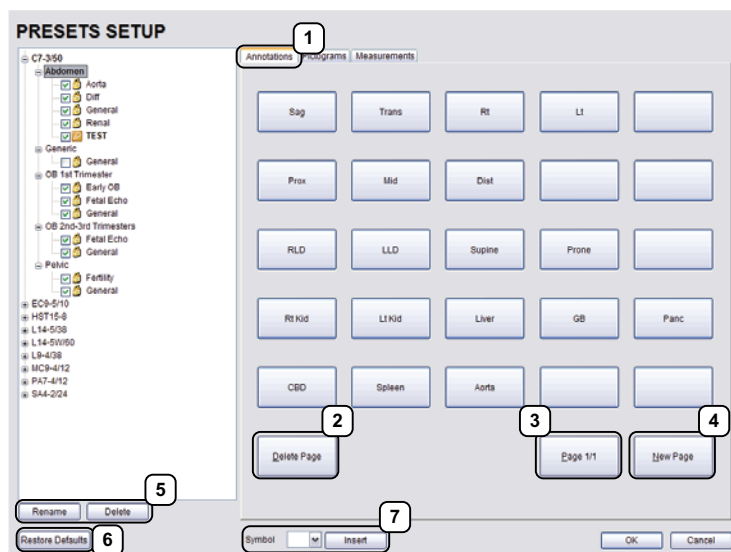 PRESETS SETUP
1
Annotations Pictograms Measurements
C7-3/50
Abdomen
Aorta
Diff
General
Renal
TEST
Generic
General
OB 1st Trimester
Early OB
Fetal Echo
General
OB 2nd-3rd Trimesters
Fetal Echo
General
Pelvic
Fertility
General
EC9-5/10
HST15-8
L14-5/38
L14-5W/60
L9-4/38
MC9-4/12
PA7-4/12
SA4-2/24
Sag Trans Rt Lt
Prox Mid Dist
RLD LLD Supine Prone
Rt Kid Lt Kid Liver GB Panc
CBD Spleen Aorta
2 3 4
Delete Page Page 1/1 New Page
5
Rename Delete
7
Restore Defaults 6 Symbol Insert OK Cancel